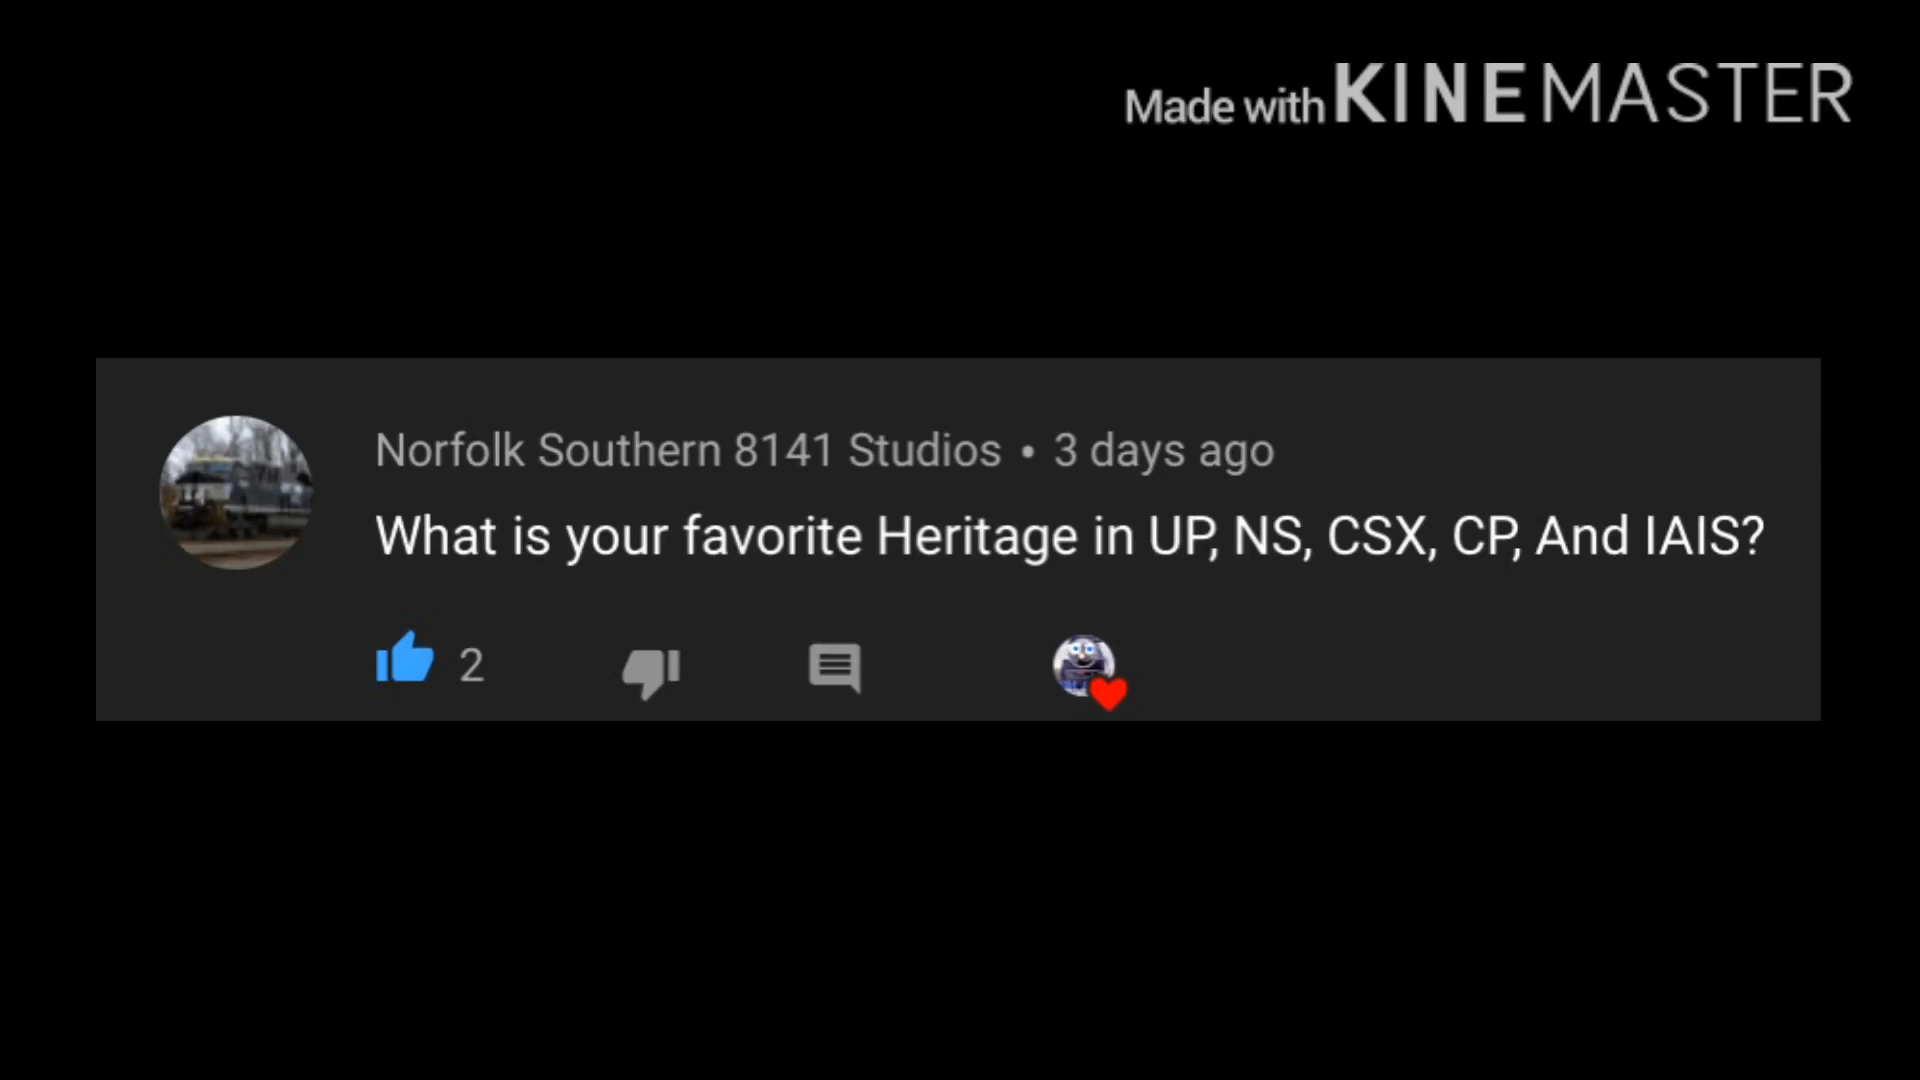 Made with KINEMASTER
Norfolk Southern 8141 Studios • 3 days ago
What is your favorite Heritage in UP, NS, CSX, CP, And IAIS?
2